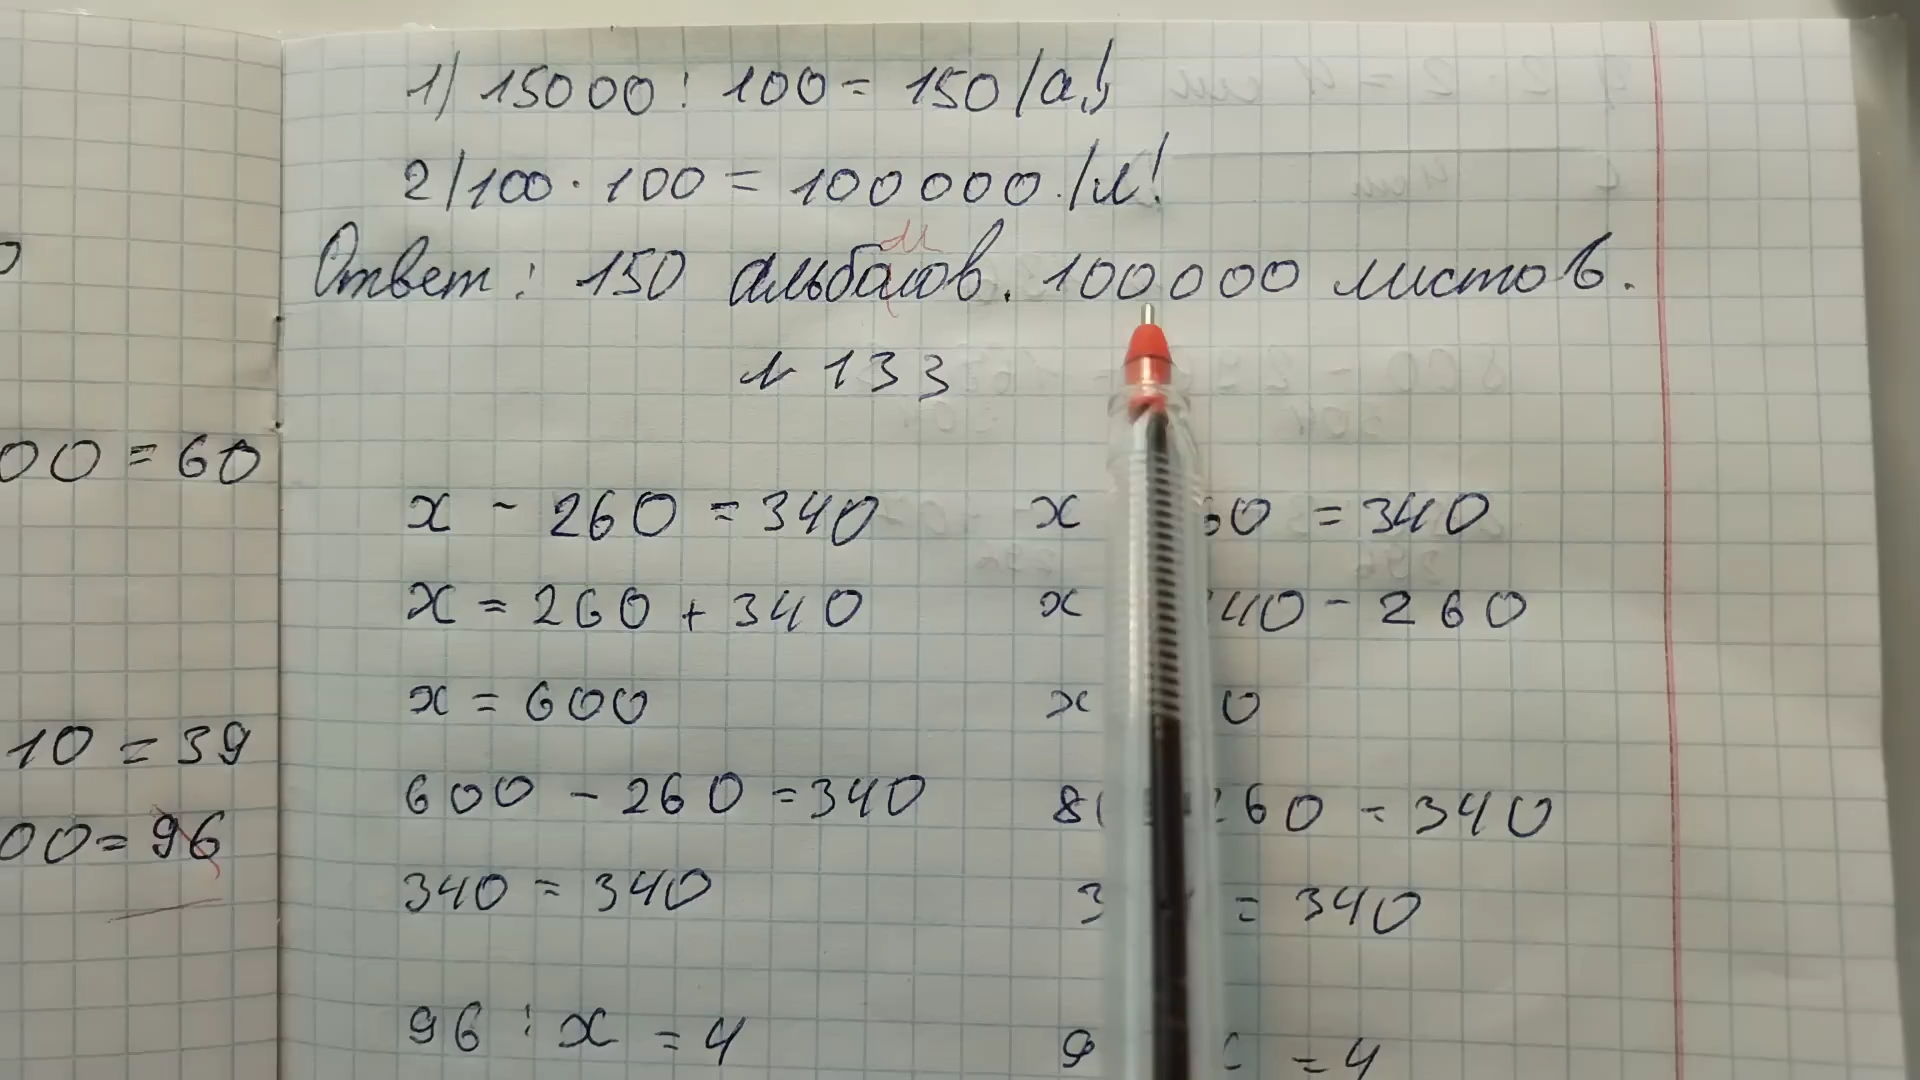 1) 15000 : 100 = 150 (а.)
2) 100 · 100 = 100000 (л.)
Ответ: 150 альбамов. 100000 листов.
м
№ 133
00 = 60
10 = 39
00 = 96
x - 260 = 340
x = 260 + 340
x = 600
600 - 260 = 340
340 = 340
96 : x = 4
x 60 = 340
x 40 - 260
x 0
8 260 = 340
3 = 340
9 = 4